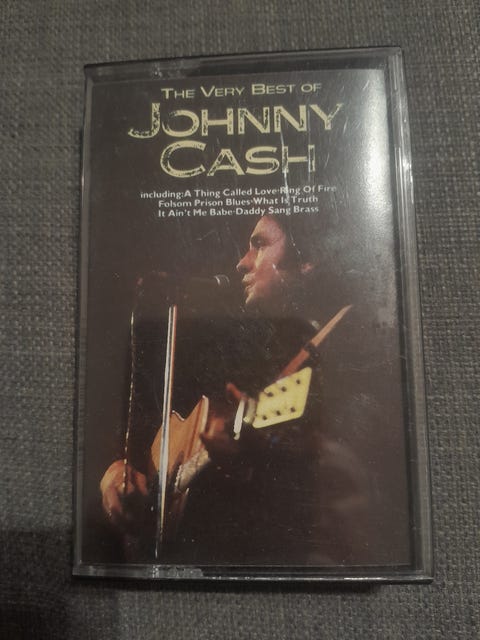 THE VERY BEST OF
JOHNNY
CASH
including:A Thing Called Love·Ring Of Fire
Folsom Prison Blues·What Is Truth
It Ain't Me Babe·Daddy Sang Brass